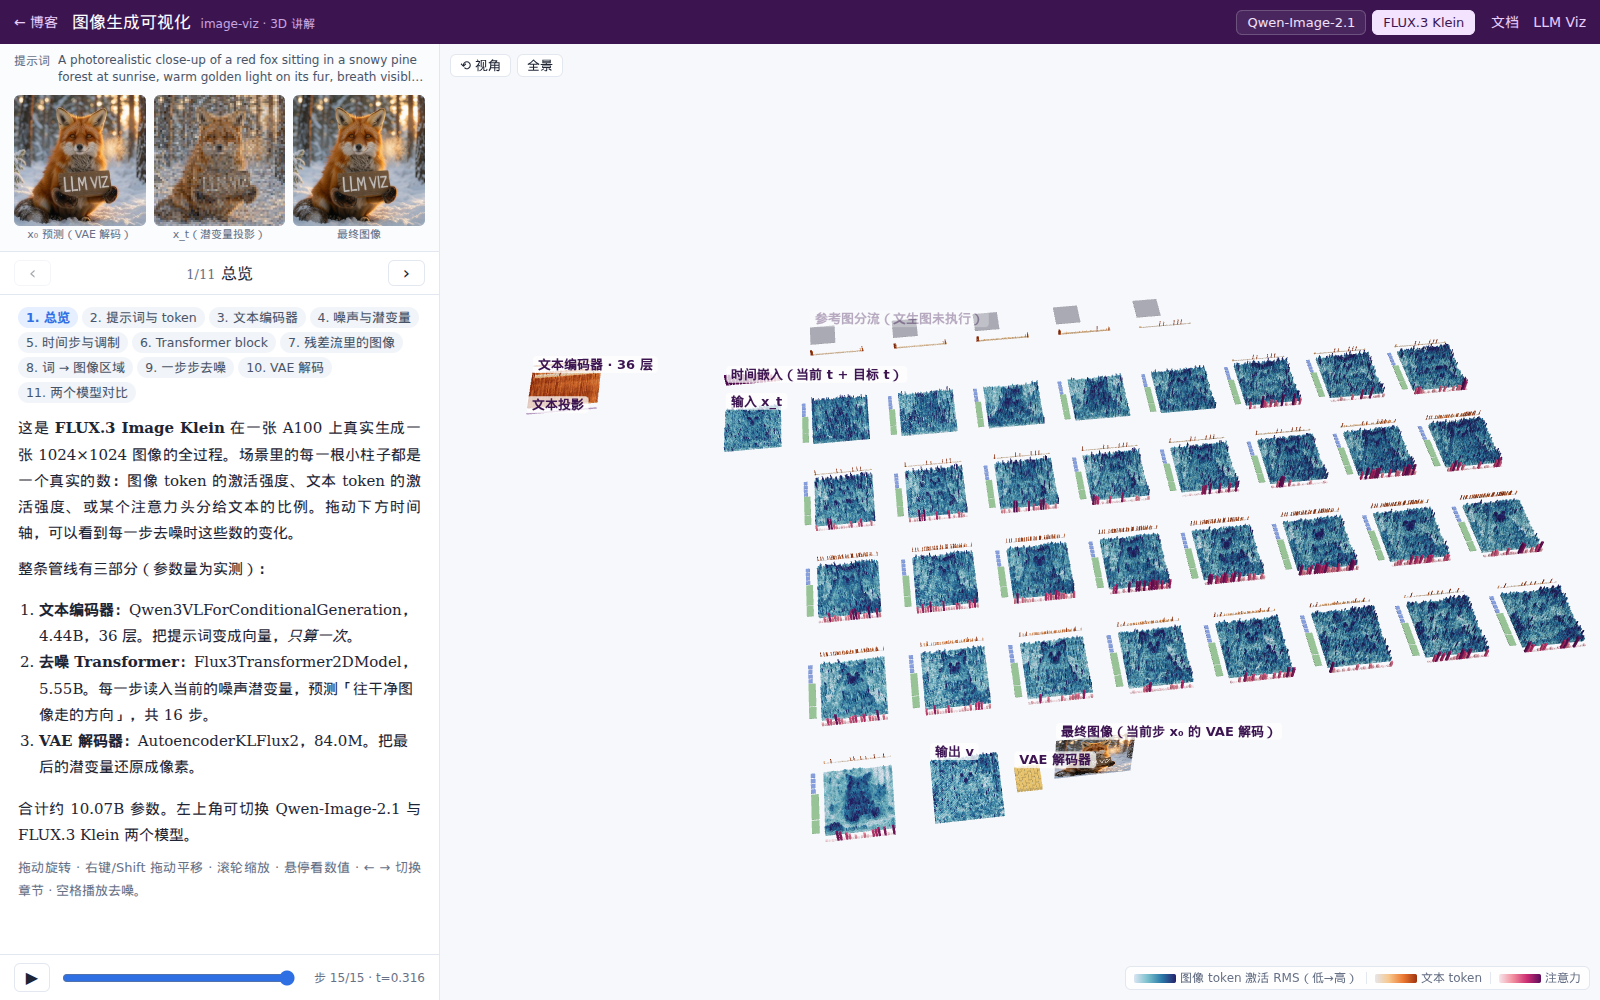 ← 博客 图像生成可视化 image-viz · 3D 讲解 Qwen-Image-2.1 FLUX.3 Klein 文档 LLM Viz
提示词 A photorealistic close-up of a red fox sitting in a snowy pine
forest at sunrise, warm golden light on its fur, breath visibl…
LLM VIZ
LLM VIZ
LLM VIZ
x₀ 预测（VAE 解码） x_t（潜变量投影） 最终图像
‹ 1/11 总览 ›
1. 总览 2. 提示词与 token 3. 文本编码器 4. 噪声与潜变量
5. 时间步与调制 6. Transformer block 7. 残差流里的图像
8. 词 → 图像区域 9. 一步步去噪 10. VAE 解码
11. 两个模型对比
这是 FLUX.3 Image Klein 在一张 A100 上真实生成一
张 1024×1024 图像的全过程。场景里的每一根小柱子都是
一个真实的数：图像 token 的激活强度、文本 token 的激
活强度、或某个注意力头分给文本的比例。拖动下方时间
轴，可以看到每一步去噪时这些数的变化。
整条管线有三部分（参数量为实测）：
1. 文本编码器：Qwen3VLForConditionalGeneration，
4.44B，36 层。把提示词变成向量，只算一次。
2. 去噪 Transformer：Flux3Transformer2DModel，
5.55B。每一步读入当前的噪声潜变量，预测「往干净图
像走的方向」，共 16 步。
3. VAE 解码器：AutoencoderKLFlux2，84.0M。把最
后的潜变量还原成像素。
合计约 10.07B 参数。左上角可切换 Qwen-Image-2.1 与
FLUX.3 Klein 两个模型。
拖动旋转 · 右键/Shift 拖动平移 · 滚轮缩放 · 悬停看数值 · ← → 切换
章节 · 空格播放去噪。
▶ 步 15/15 · t=0.316
⟲ 视角 全景
参考图分流（文生图未执行）
文本编码器 · 36 层
时间嵌入（当前 t + 目标 t）
文本投影
输入 x_t
最终图像（当前步 x₀ 的 VAE 解码）
输出 v
VAE 解码器
图像 token 激活 RMS（低→高） 文本 token 注意力